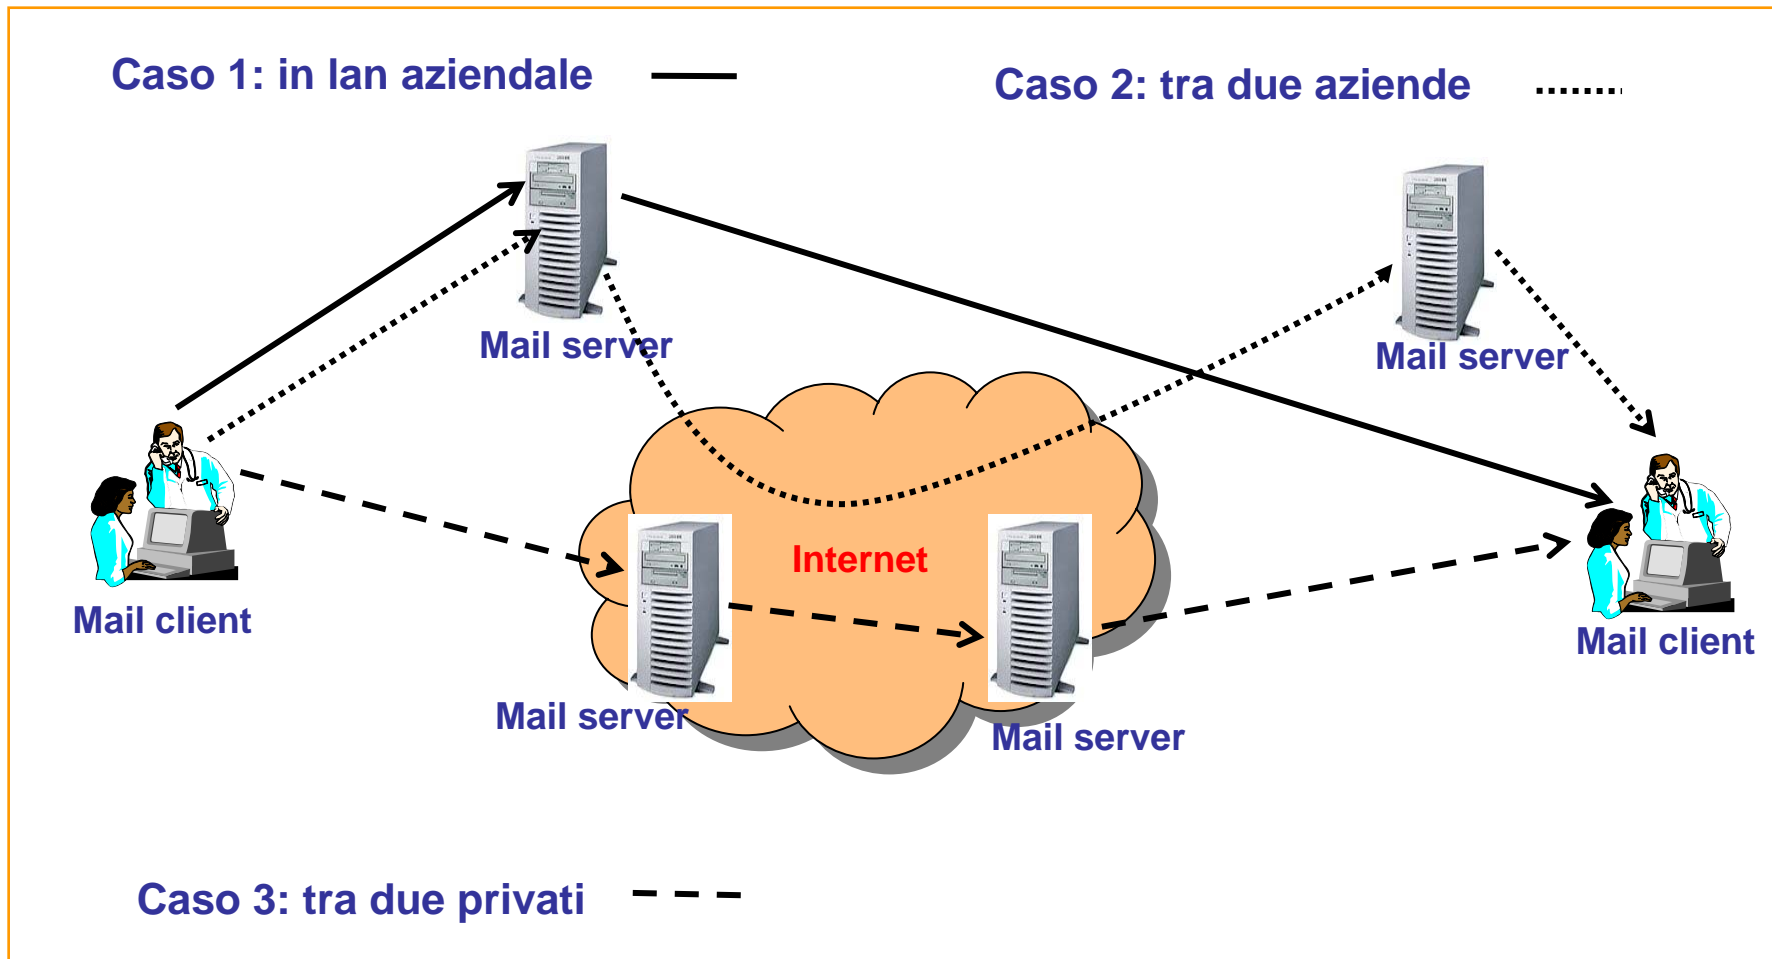 Caso 1: in lan aziendale
Caso 2: tra due aziende
Mail server
Mail server
Internet
Mail client
Mail client
Mail server
Mail server
Caso 3: tra due privati